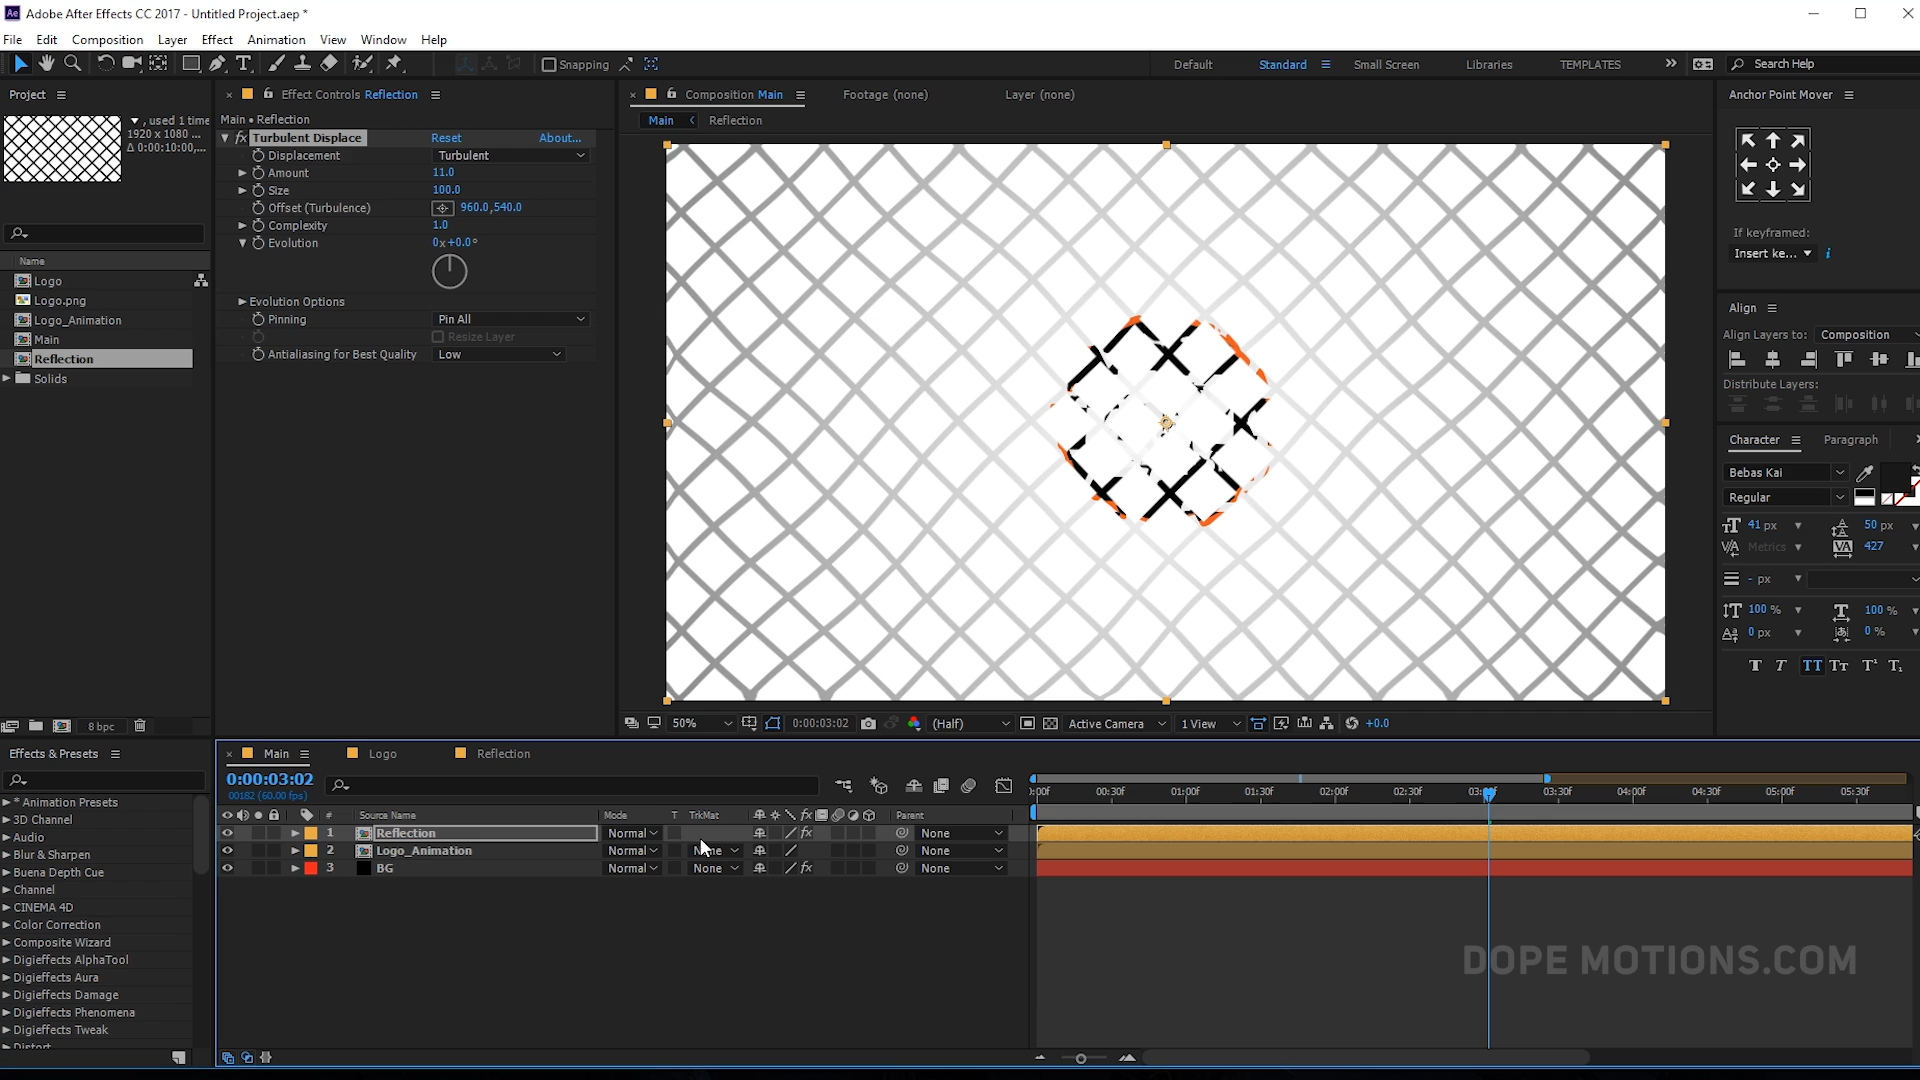 Adobe After Effects CC 2017 - Untitled Project.aep *
File Edit Composition Layer Effect Animation View Window Help
Snapping
Default Standard Small Screen Libraries TEMPLATES
Search Help
Project
, used 1 time
1920 x 1080 ...
Δ 0:00:10:00,...
Name
Logo
Logo.png
Logo_Animation
Main
Reflection
Solids
8 bpc
Effect Controls Reflection
Main • Reflection
fx Turbulent Displace Reset About...
Displacement Turbulent
Amount 11.0
Size 100.0
Offset (Turbulence) 960.0,540.0
Complexity 1.0
Evolution 0x+0.0°
Evolution Options
Pinning Pin All
Resize Layer
Antialiasing for Best Quality Low
Composition Main
Footage (none)
Layer (none)
Main Reflection
50% 0:00:03:02 (Half) Active Camera 1 View +0.0
Anchor Point Mover
If keyframed:
Insert ke... i
Align
Align Layers to: Composition
Distribute Layers:
Character Paragraph
Bebas Kai
Regular
41 px 50 px
Metrics 427
- px
100 % 100 %
0 px 0 %
Effects & Presets
* Animation Presets
3D Channel
Audio
Blur & Sharpen
Buena Depth Cue
Channel
CINEMA 4D
Color Correction
Composite Wizard
Digieffects AlphaTool
Digieffects Aura
Digieffects Damage
Digieffects Phenomena
Digieffects Tweak
Distort
Main Logo Reflection
0:00:03:02
00182 (60.00 fps)
# Source Name Mode T TrkMat Parent
1 Reflection Normal None
2 Logo_Animation Normal None None
3 BG Normal None None
:00f 00:30f 01:00f 01:30f 02:00f 02:30f 03:00f 03:30f 04:00f 04:30f 05:00f 05:30f
DOPE MOTIONS.COM